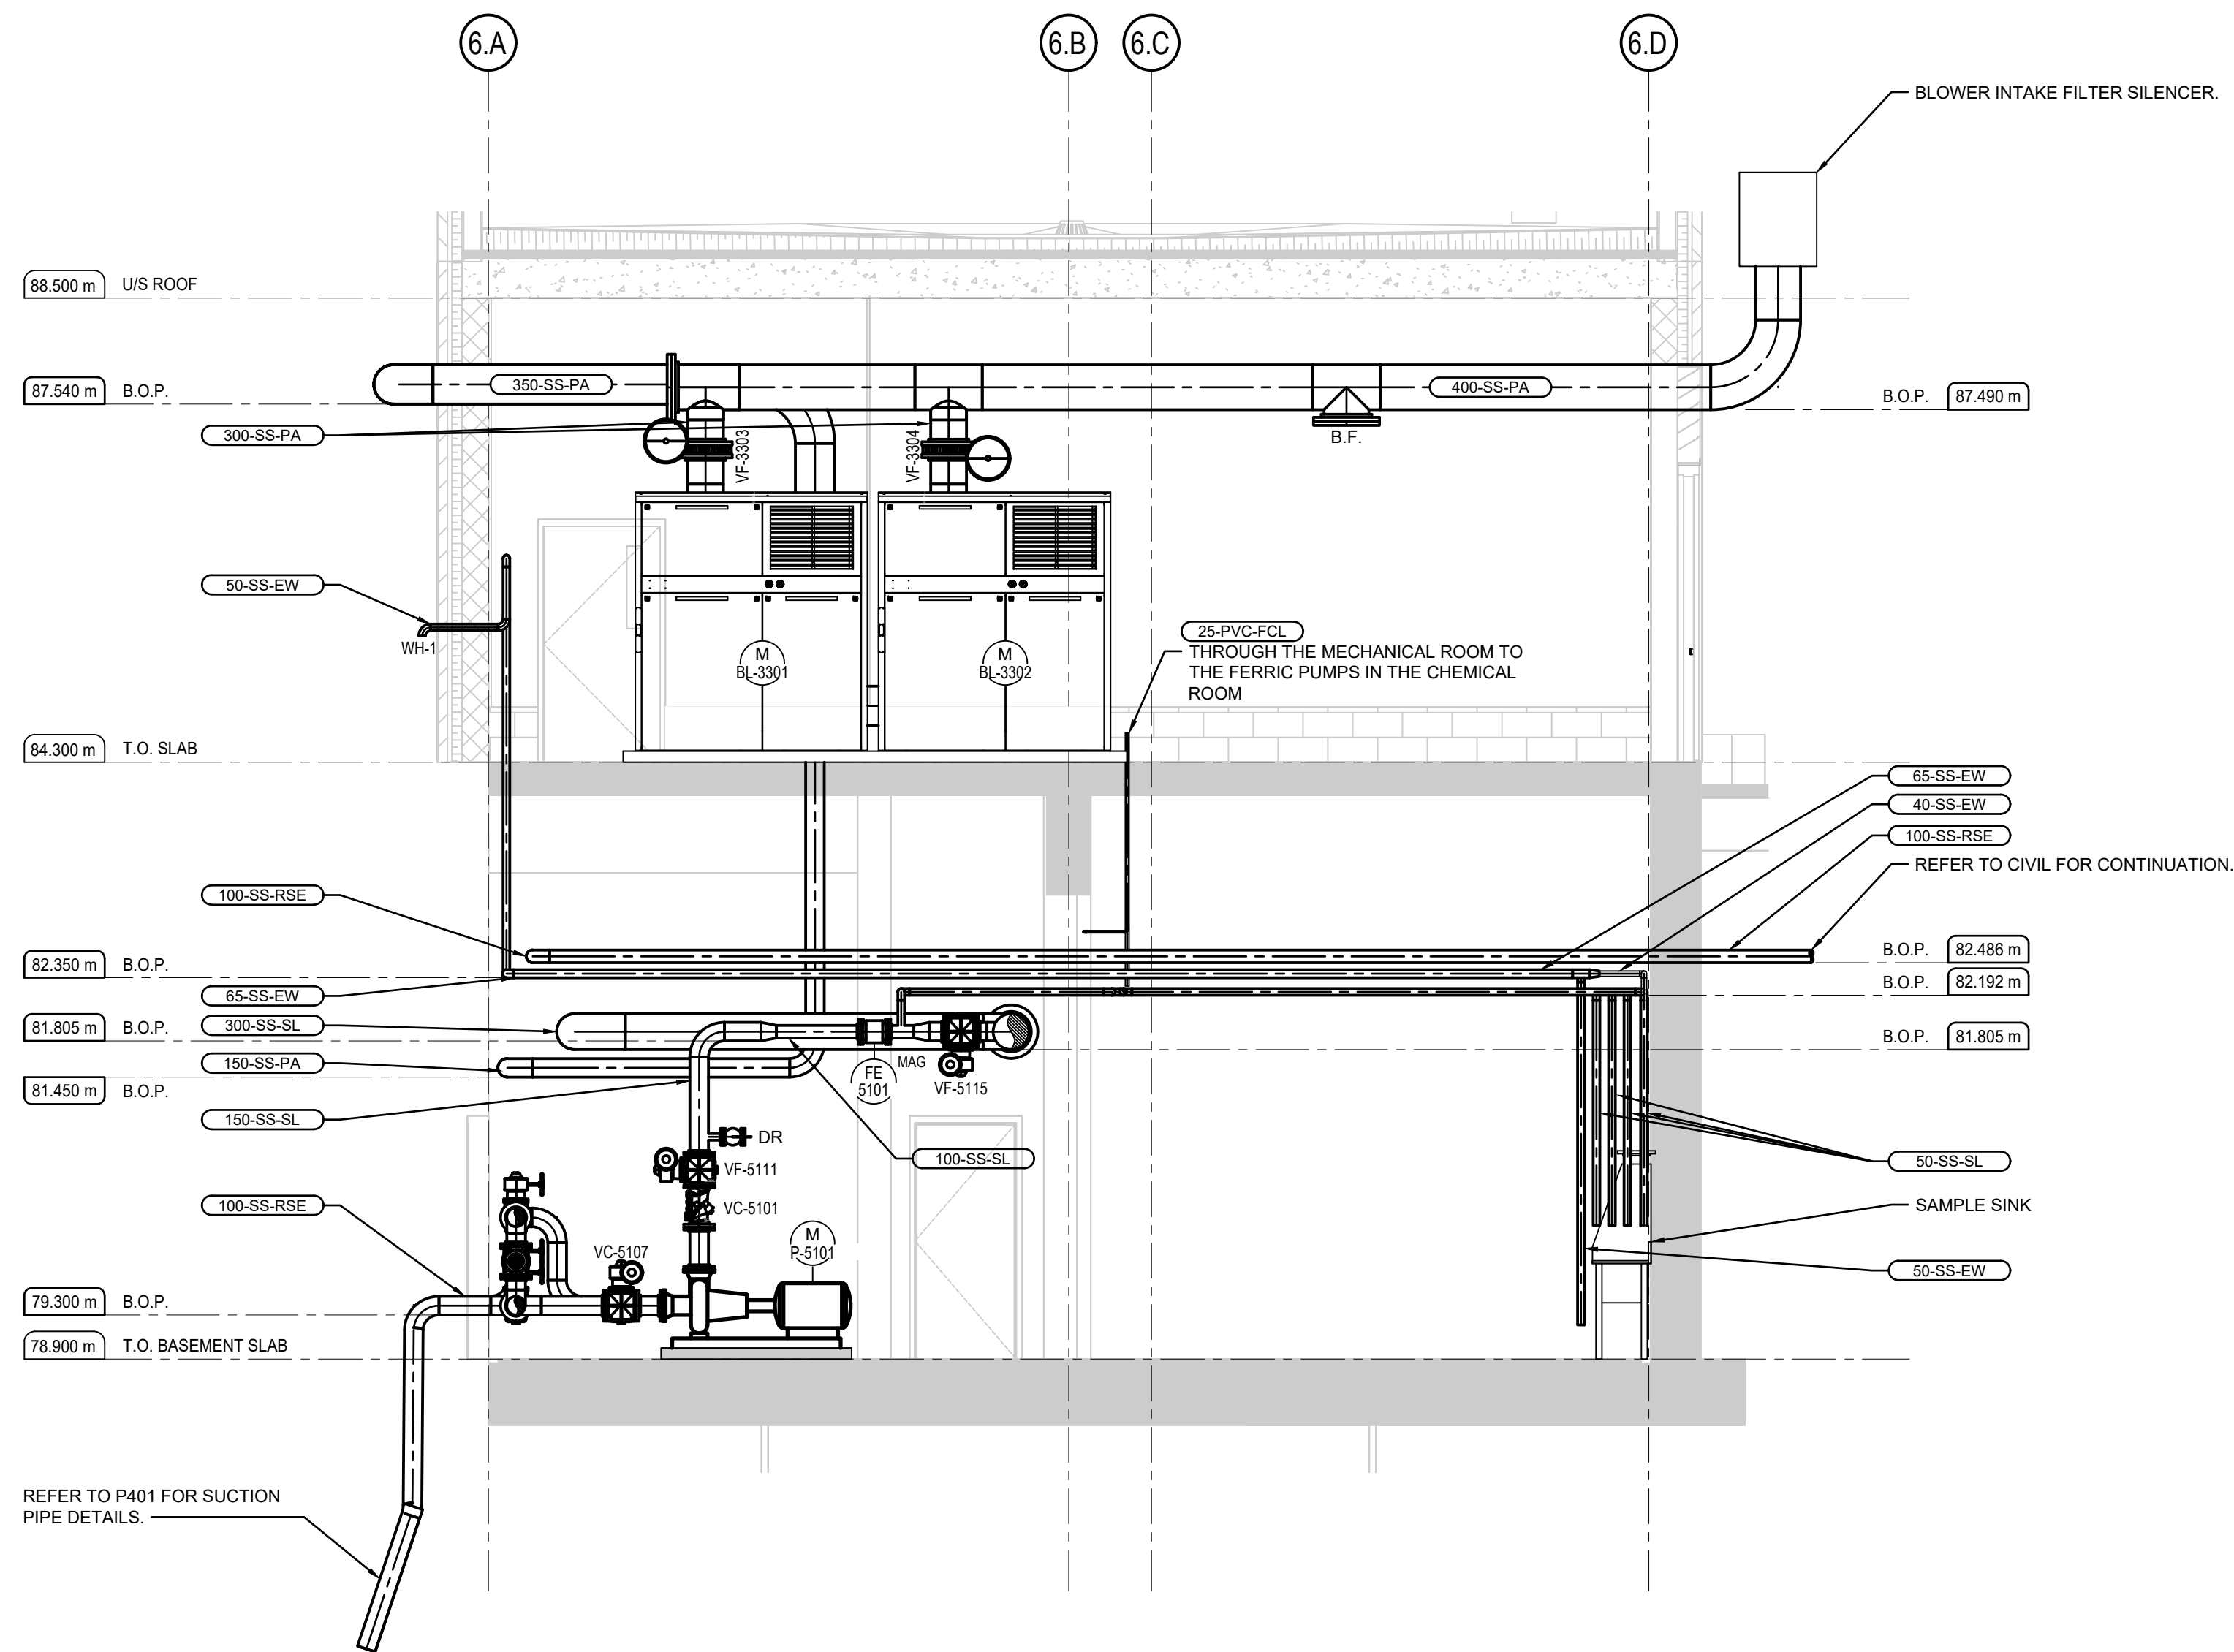 6.A
6.B
6.C
6.D
BLOWER INTAKE FILTER SILENCER.
88.500 m
U/S ROOF
350-SS-PA
400-SS-PA
87.540 m
B.O.P.
B.O.P.
87.490 m
300-SS-PA
VF-3303
VF-3304
B.F.
50-SS-EW
WH-1
M
BL-3301
M
BL-3302
25-PVC-FCL
THROUGH THE MECHANICAL ROOM TO
THE FERRIC PUMPS IN THE CHEMICAL
ROOM
84.300 m
T.O. SLAB
65-SS-EW
40-SS-EW
100-SS-RSE
REFER TO CIVIL FOR CONTINUATION.
100-SS-RSE
82.350 m
B.O.P.
B.O.P.
82.486 m
65-SS-EW
B.O.P.
82.192 m
300-SS-SL
81.805 m
B.O.P.
B.O.P.
81.805 m
150-SS-PA
MAG
FE
5101
VF-5115
81.450 m
B.O.P.
150-SS-SL
DR
100-SS-SL
50-SS-SL
VF-5111
100-SS-RSE
VC-5101
SAMPLE SINK
VC-5107
M
P-5101
50-SS-EW
79.300 m
B.O.P.
78.900 m
T.O. BASEMENT SLAB
REFER TO P401 FOR SUCTION
PIPE DETAILS.